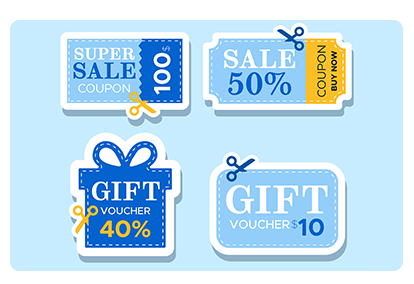 SUPER
SALE
COUPON
100$
SALE
50%
COUPON
BUY NOW
GIFT
VOUCHER
40%
GIFT
VOUCHER $10